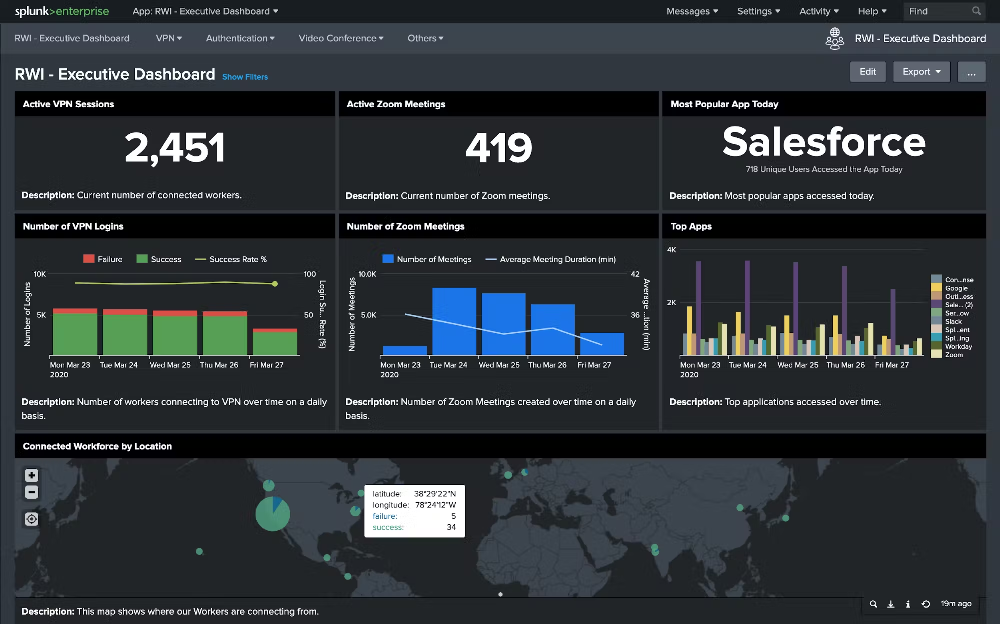 splunk>enterprise App: RWI - Executive Dashboard Messages Settings Activity Help Find
RWI - Executive Dashboard VPN Authentication Video Conference Others RWI - Executive Dashboard
RWI - Executive Dashboard Show Filters Edit Export ...
Active VPN Sessions
2,451
Description: Current number of connected workers.
Active Zoom Meetings
419
Description: Current number of Zoom meetings.
Most Popular App Today
Salesforce
718 Unique Users Accessed the App Today
Description: Most popular apps accessed today.
Number of VPN Logins
Failure Success Success Rate %
10K 100
5K 50
Number of Logins
Login Su... Rate (%)
Mon Mar 23 Tue Mar 24 Wed Mar 25 Thu Mar 26 Fri Mar 27
2020
Description: Number of workers connecting to VPN over time on a daily
basis.
Number of Zoom Meetings
Number of Meetings Average Meeting Duration (min)
10.0K 42
5.0K 36
Number of Meetings
Average ...tion (min)
Mon Mar 23 Tue Mar 24 Wed Mar 25 Thu Mar 26 Fri Mar 27
2020
Description: Number of Zoom Meetings created over time on a daily
basis.
Top Apps
4K
2K
Con...nse
Google
Outl...ess
Sale... (2)
Ser...ow
Slack
Spl...ent
Spl...ing
Workday
Zoom
Mon Mar 23 Tue Mar 24 Wed Mar 25 Thu Mar 26 Fri Mar 27
2020
Description: Top applications accessed over time.
Connected Workforce by Location
+
-
latitude: 38°29'22"N
longitude: 78°24'12"W
failure: 5
success: 34
19m ago
Description: This map shows where our Workers are connecting from.